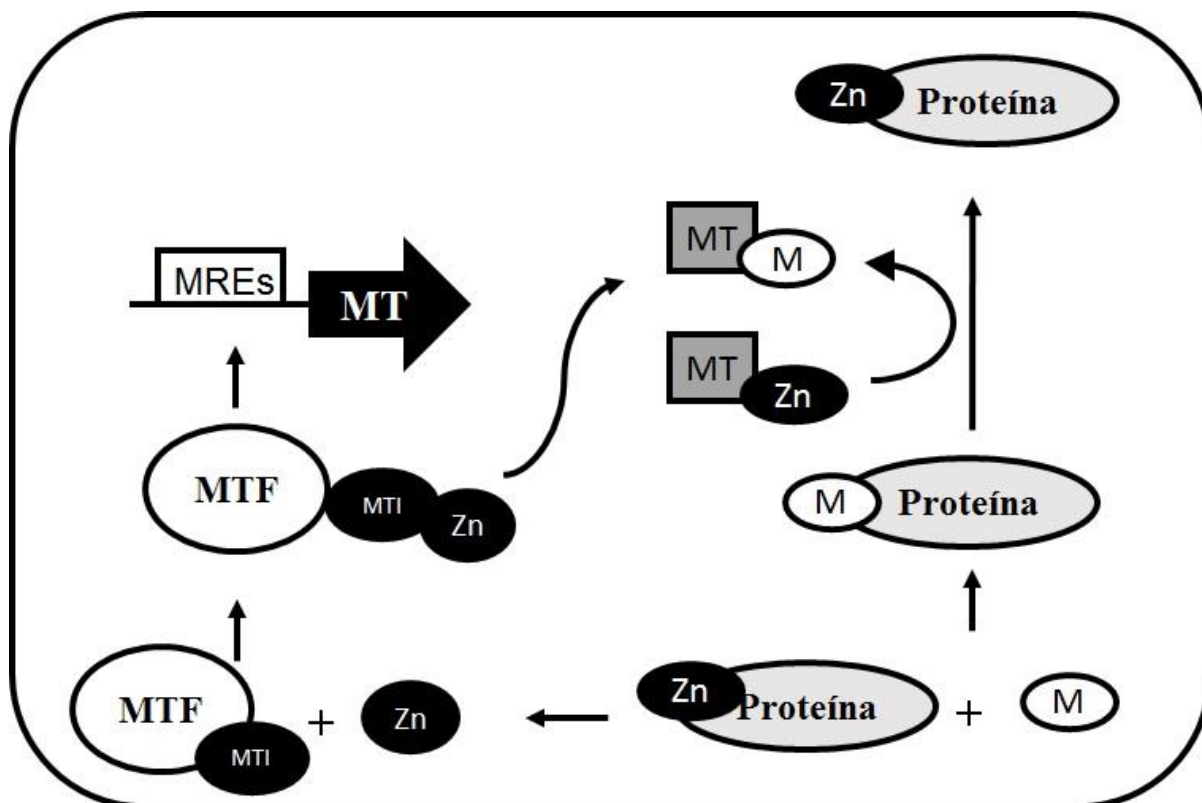 Zn Proteína
MT
M
MREs MT
MT
Zn
MTF MTI Zn
M Proteína
MTF MTI + Zn
Zn Proteína + M